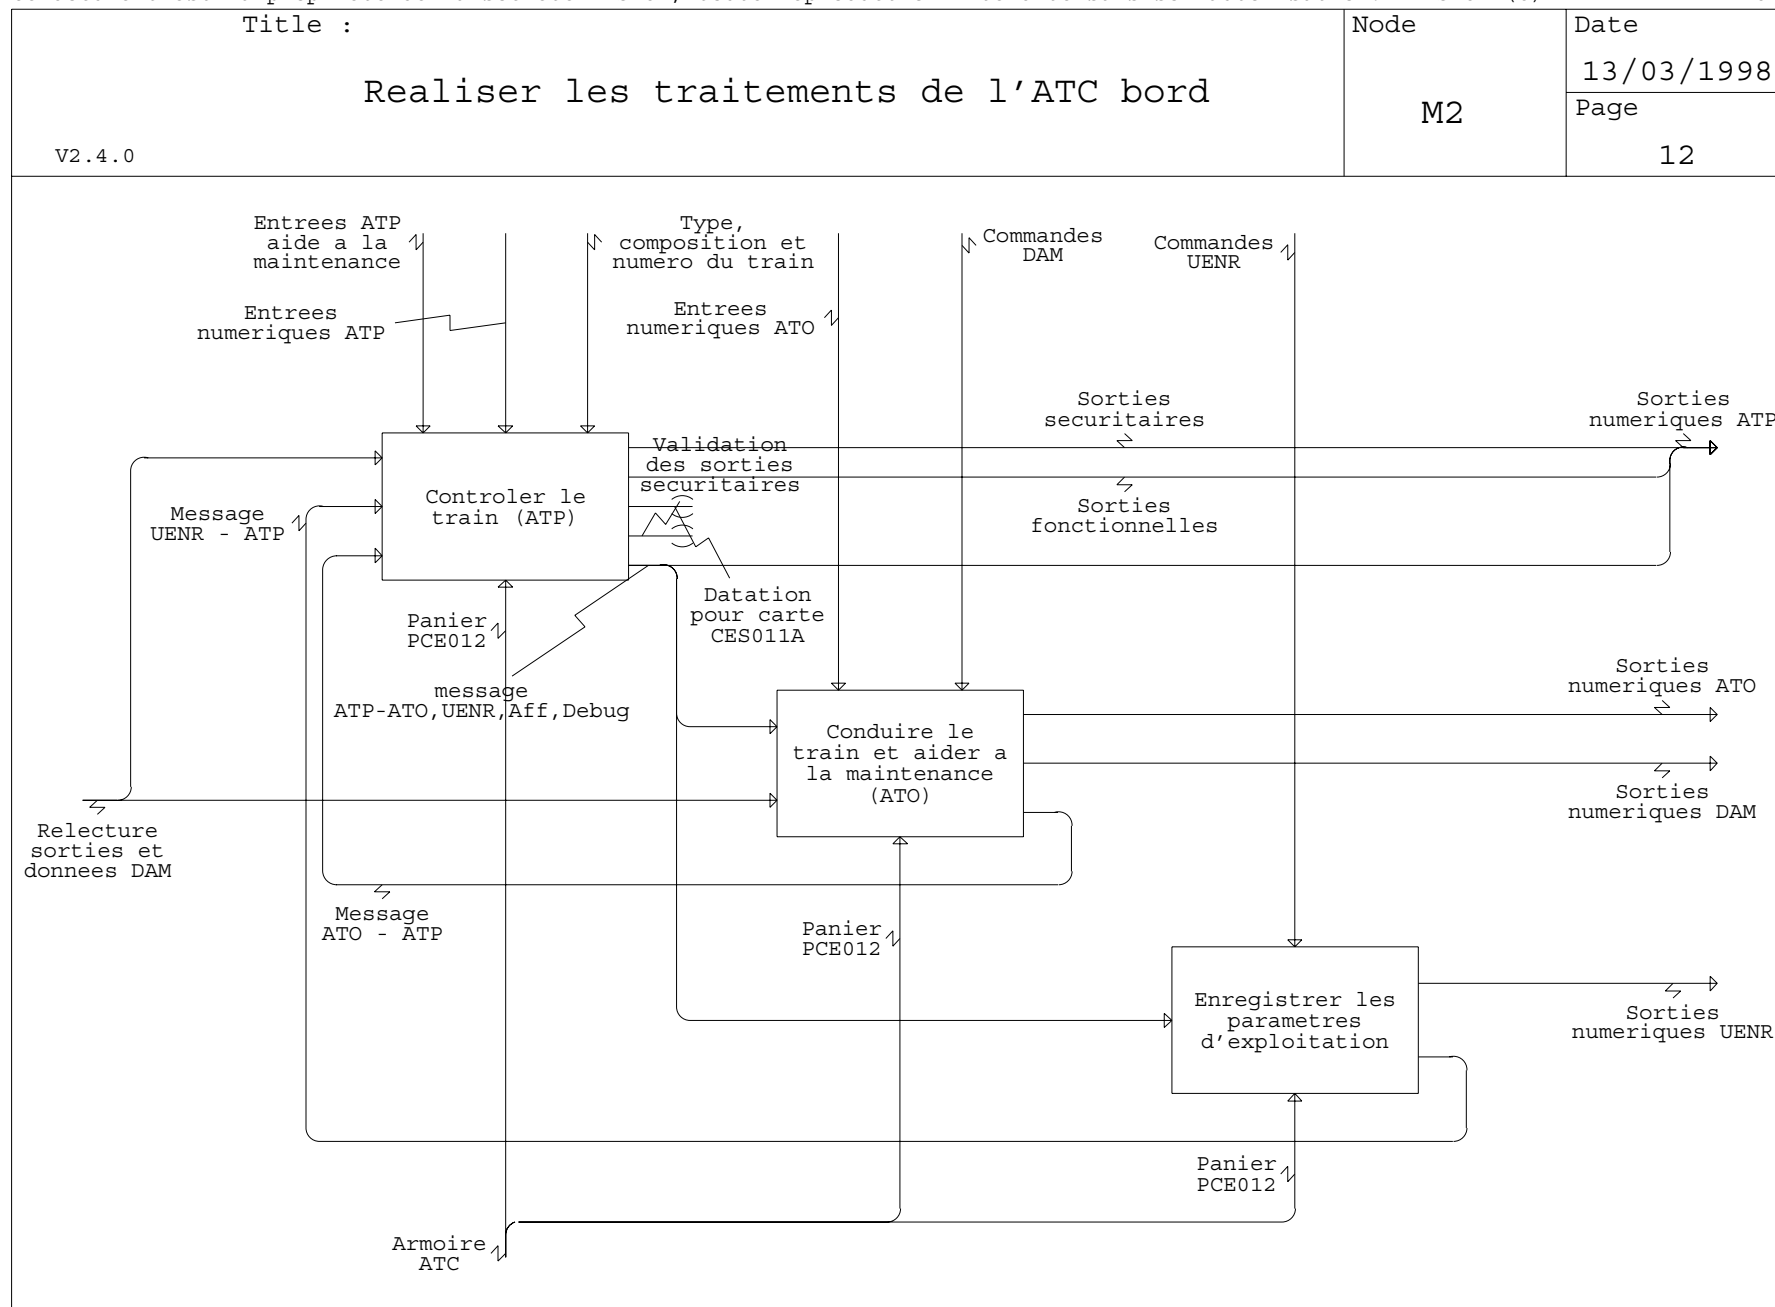 Title :
Node
Date
13/03/1998
Realiser les traitements de l'ATC bord
M2
Page
12
V2.4.0
Entrees ATP
aide a la
maintenance
Type,
composition et
numero du train
Commandes
DAM
Commandes
UENR
Entrees
numeriques ATP
Entrees
numeriques ATO
Sorties
securitaires
Sorties
numeriques ATP
Validation
des sorties
securitaires
Controler le
train (ATP)
Message
UENR - ATP
Sorties
fonctionnelles
Datation
pour carte
CES011A
Panier
PCE012
message
ATP-ATO,UENR,Aff,Debug
Sorties
numeriques ATO
Conduire le
train et aider a
la maintenance
(ATO)
Sorties
numeriques DAM
Relecture
sorties et
donnees DAM
Message
ATO - ATP
Panier
PCE012
Enregistrer les
parametres
d'exploitation
Sorties
numeriques UENR
Panier
PCE012
Armoire
ATC